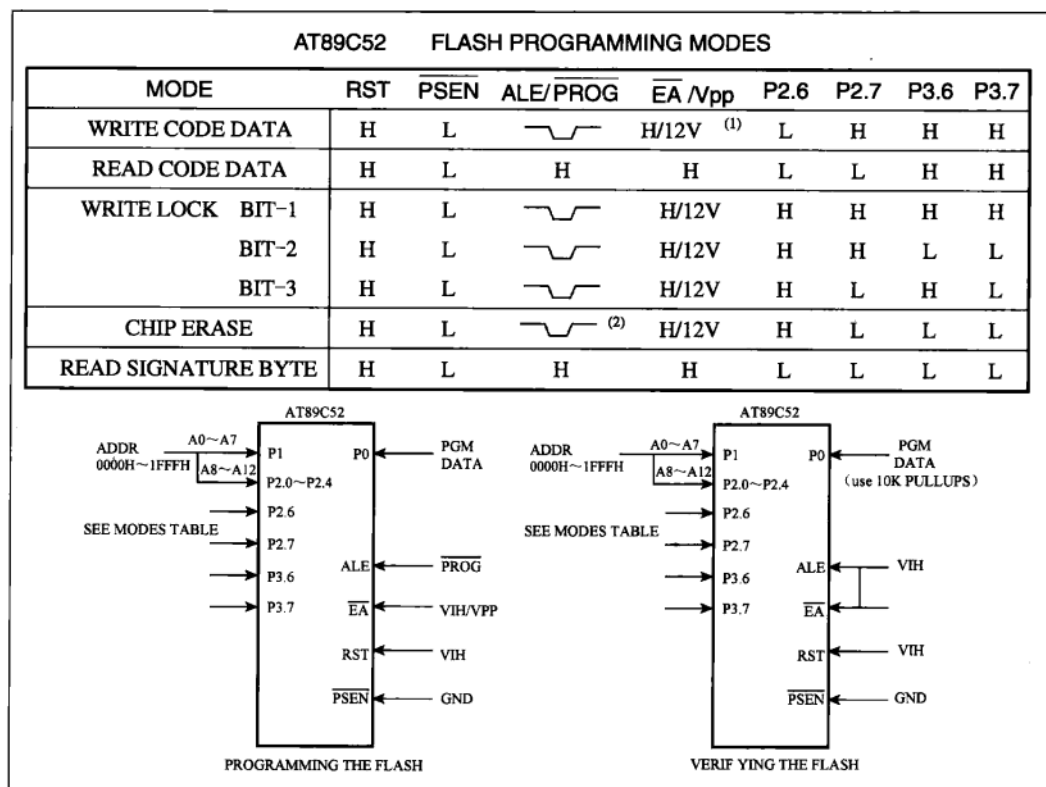 AT89C52 FLASH PROGRAMMING MODES
MODE RST PSEN ALE/PROG EA /Vpp P2.6 P2.7 P3.6 P3.7
WRITE CODE DATA H L H/12V (1) L H H H
READ CODE DATA H L H H L L H H
WRITE LOCK BIT-1 H L H/12V H H H H
BIT-2 H L H/12V H H L L
BIT-3 H L H/12V H L H L
CHIP ERASE H L (2) H/12V H L L L
READ SIGNATURE BYTE H L H H L L L L
AT89C52
ADDR
0000H~1FFFH
A0~A7
A8~A12
P1
P0
PGM
DATA
P2.0~P2.4
P2.6
SEE MODES TABLE
P2.7
ALE
PROG
P3.6
P3.7
EA
VIH/VPP
RST
VIH
PSEN
GND
PROGRAMMING THE FLASH
AT89C52
ADDR
0000H~1FFFH
A0~A7
A8~A12
P1
P0
PGM
DATA
(use 10K PULLUPS)
P2.0~P2.4
P2.6
SEE MODES TABLE
P2.7
ALE
VIH
P3.6
P3.7
EA
RST
VIH
PSEN
GND
VERIF YING THE FLASH